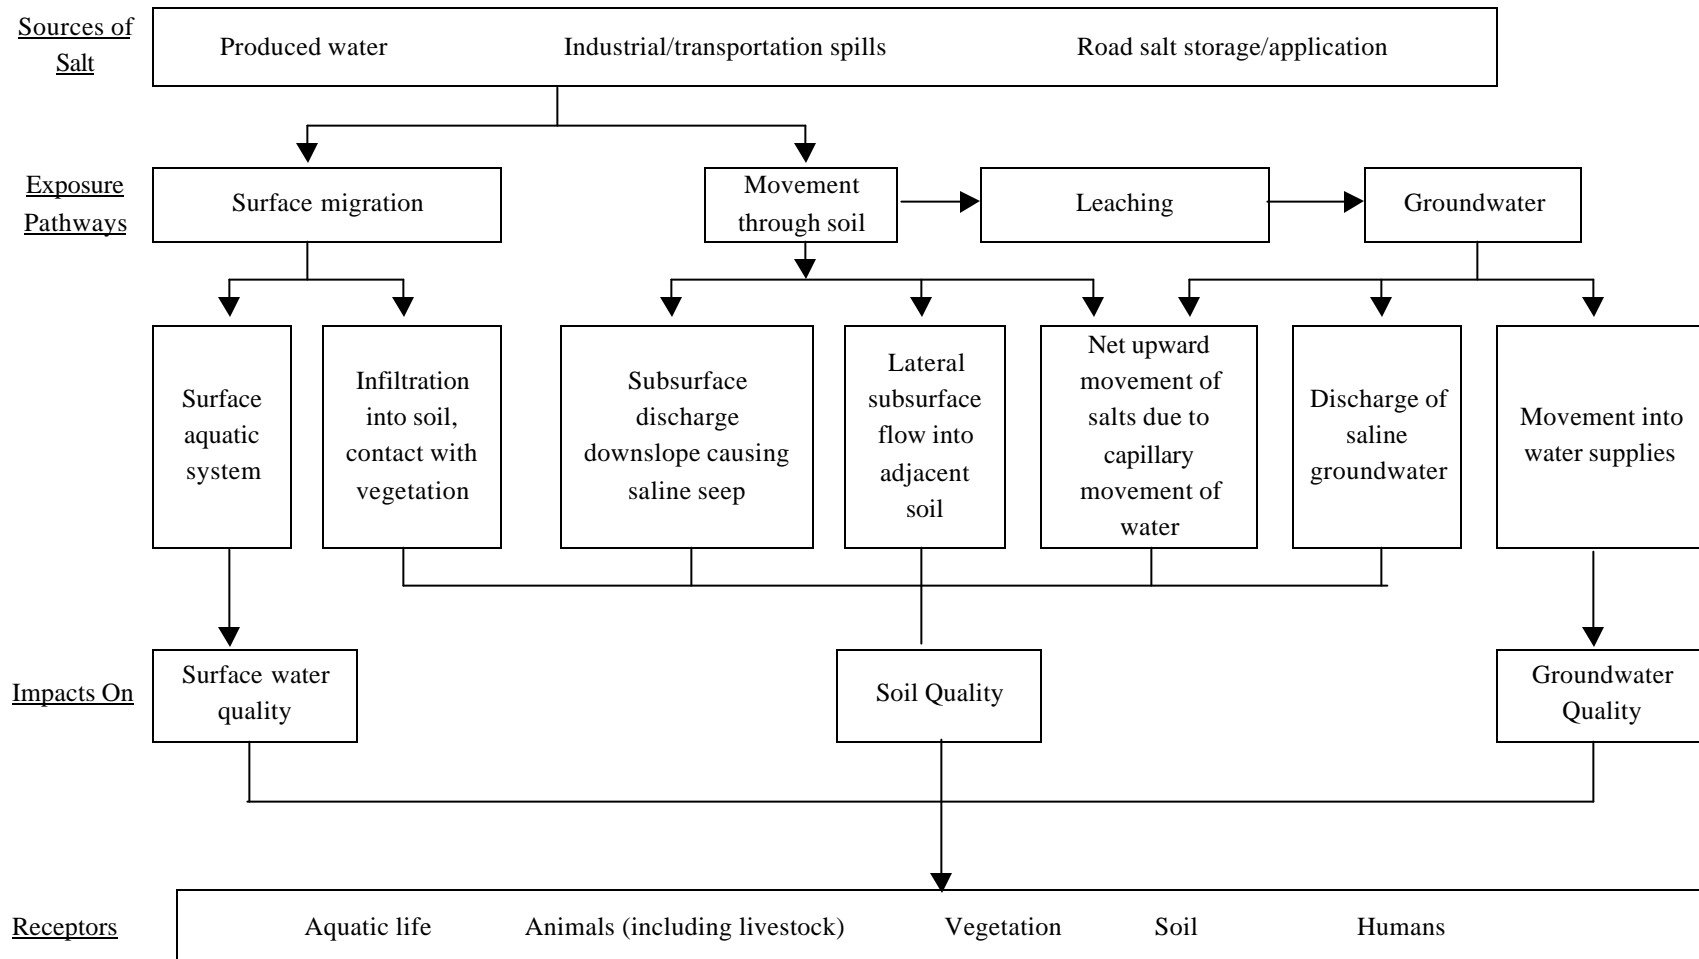 Sources of
Salt
Produced water
Industrial/transportation spills
Road salt storage/application
Exposure
Pathways
Surface migration
Movement
through soil
Leaching
Groundwater
Surface
aquatic
system
Infiltration
into soil,
contact with
vegetation
Subsurface
discharge
downslope causing
saline seep
Lateral
subsurface
flow into
adjacent
soil
Net upward
movement of
salts due to
capillary
movement of
water
Discharge of
saline
groundwater
Movement into
water supplies
Impacts On
Surface water
quality
Soil Quality
Groundwater
Quality
Receptors
Aquatic life
Animals (including livestock)
Vegetation
Soil
Humans